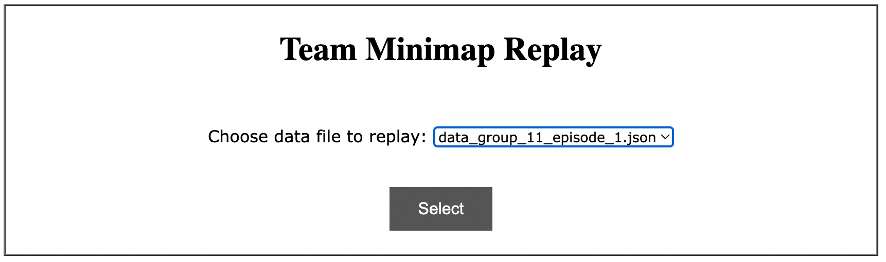 Team Minimap Replay
Choose data file to replay: data_group_11_episode_1.json
Select